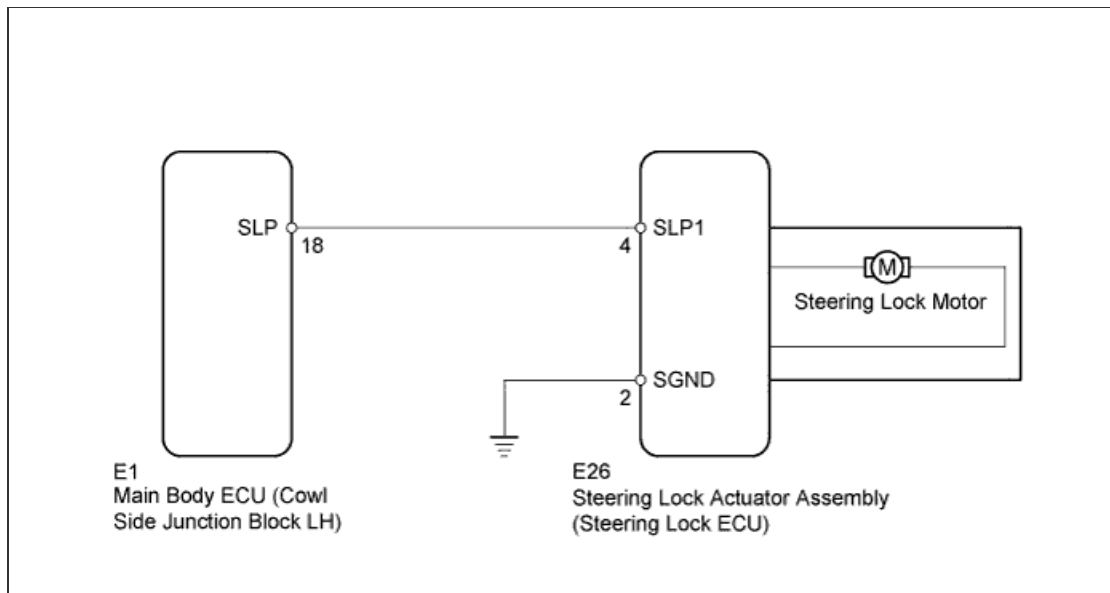 SLP
18
SLP1
4
M
Steering Lock Motor
SGND
2
E1
Main Body ECU (Cowl
Side Junction Block LH)
E26
Steering Lock Actuator Assembly
(Steering Lock ECU)